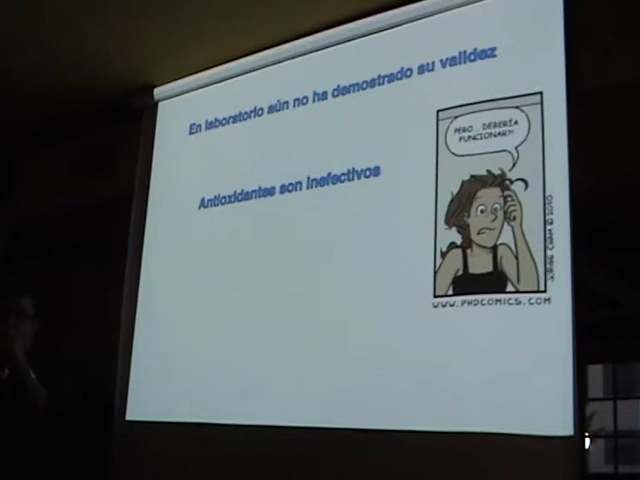 En laboratorio aún no ha demostrado su validez
Antioxidantes son inefectivos
PERO... DEBERÍA
FUNCIONAR?!
JORGE CHAM © 2010
WWW.PHDCOMICS.COM